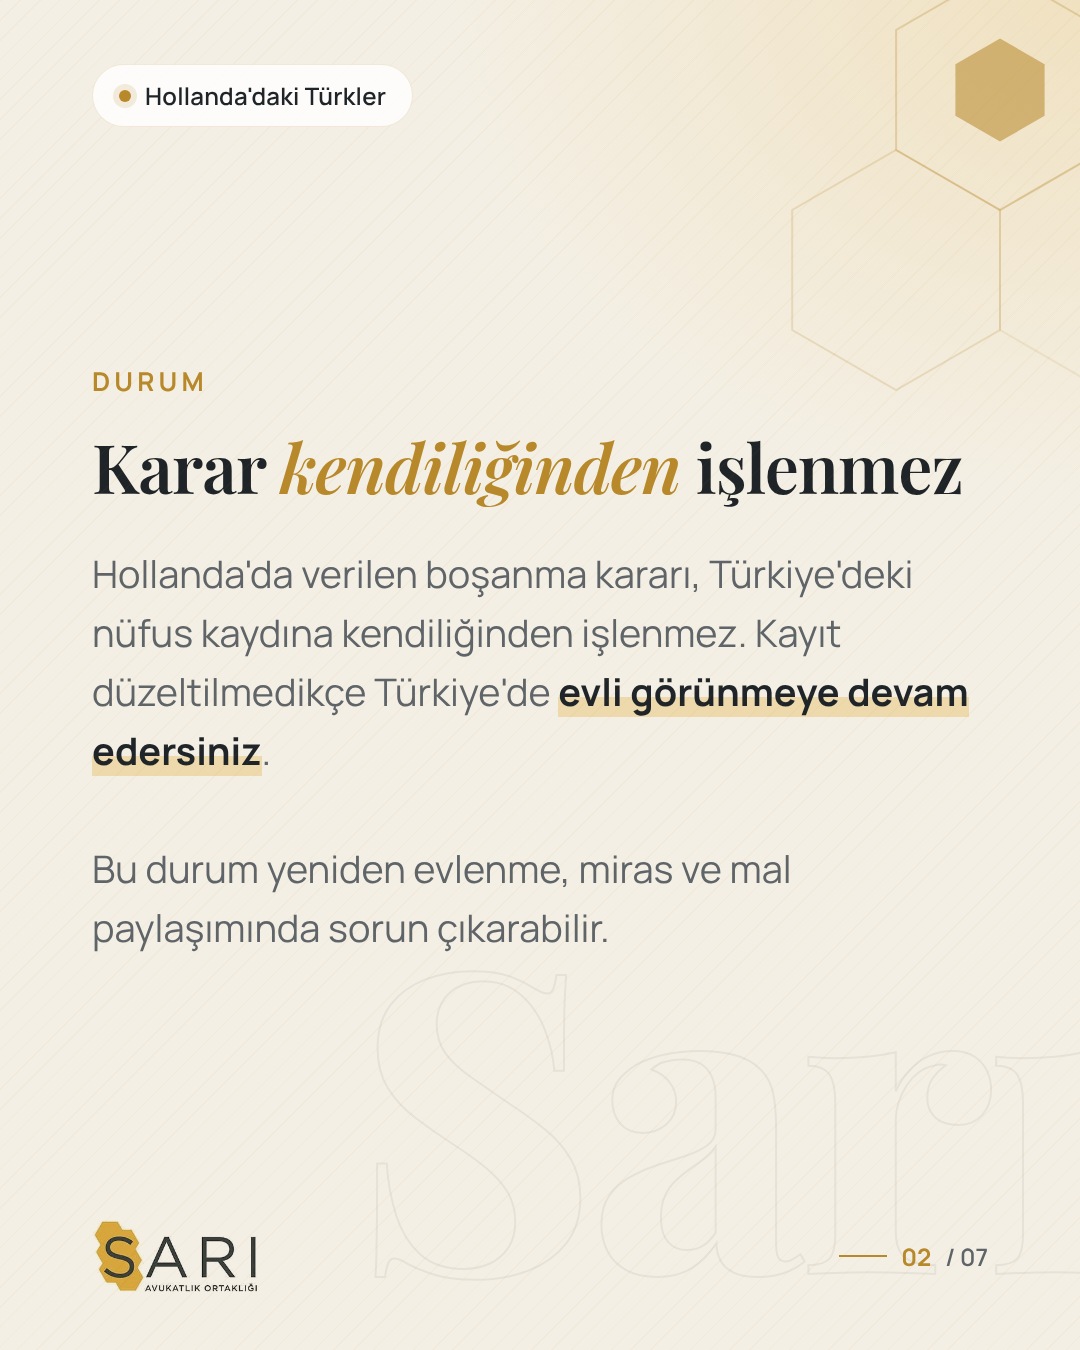 Hollanda'daki Türkler
DURUM
Karar kendiliğinden işlenmez
Hollanda'da verilen boşanma kararı, Türkiye'deki
nüfus kaydına kendiliğinden işlenmez. Kayıt
düzeltilmedikçe Türkiye'de evli görünmeye devam
edersiniz.
Bu durum yeniden evlenme, miras ve mal
paylaşımında sorun çıkarabilir.
Sarı
SARI
AVUKATLIK ORTAKLIĞI
02 / 07